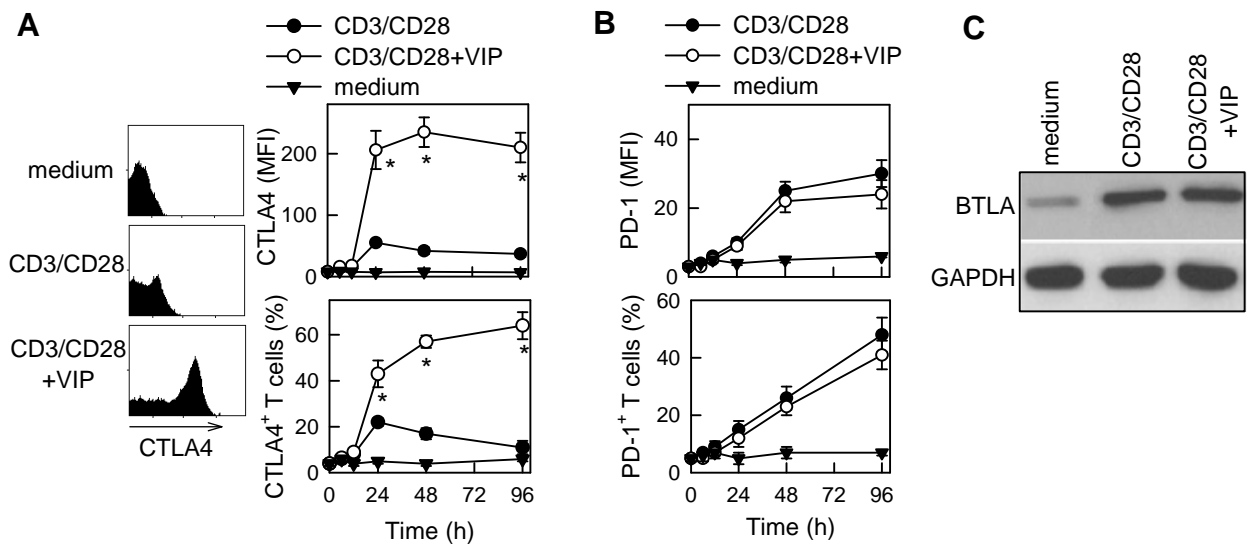 A
CD3/CD28
CD3/CD28+VIP
medium
medium
CD3/CD28
CD3/CD28
+VIP
CTLA4
CTLA4 (MFI)
200
100
0
*
*
*
CTLA4+ T cells (%)
60
40
20
0
*
*
*
0 24 48 72 96
Time (h)
B
CD3/CD28
CD3/CD28+VIP
medium
PD-1 (MFI)
40
20
0
PD-1+ T cells (%)
60
40
20
0
0 24 48 72 96
Time (h)
C
medium
CD3/CD28
CD3/CD28
+VIP
BTLA
GAPDH